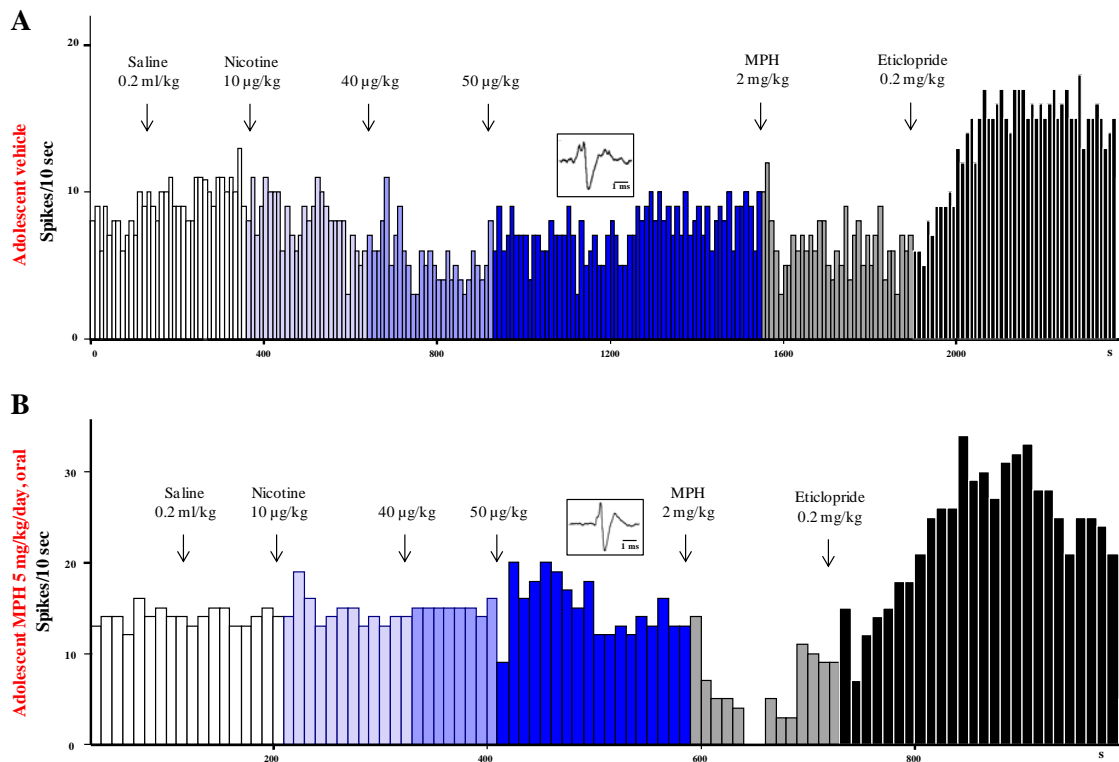 A
20
10
0
Adolescent vehicle
Spikes/10 sec
Saline
0.2 ml/kg
Nicotine
10 µg/kg
40 µg/kg
50 µg/kg
MPH
2 mg/kg
Eticlopride
0.2 mg/kg
1 ms
0 400 800 1200 1600 2000 s
B
30
20
10
0
Adolescent MPH 5 mg/kg/day, oral
Spikes/10 sec
Saline
0.2 ml/kg
Nicotine
10 µg/kg
40 µg/kg
50 µg/kg
MPH
2 mg/kg
Eticlopride
0.2 mg/kg
1 ms
200 400 600 800 s